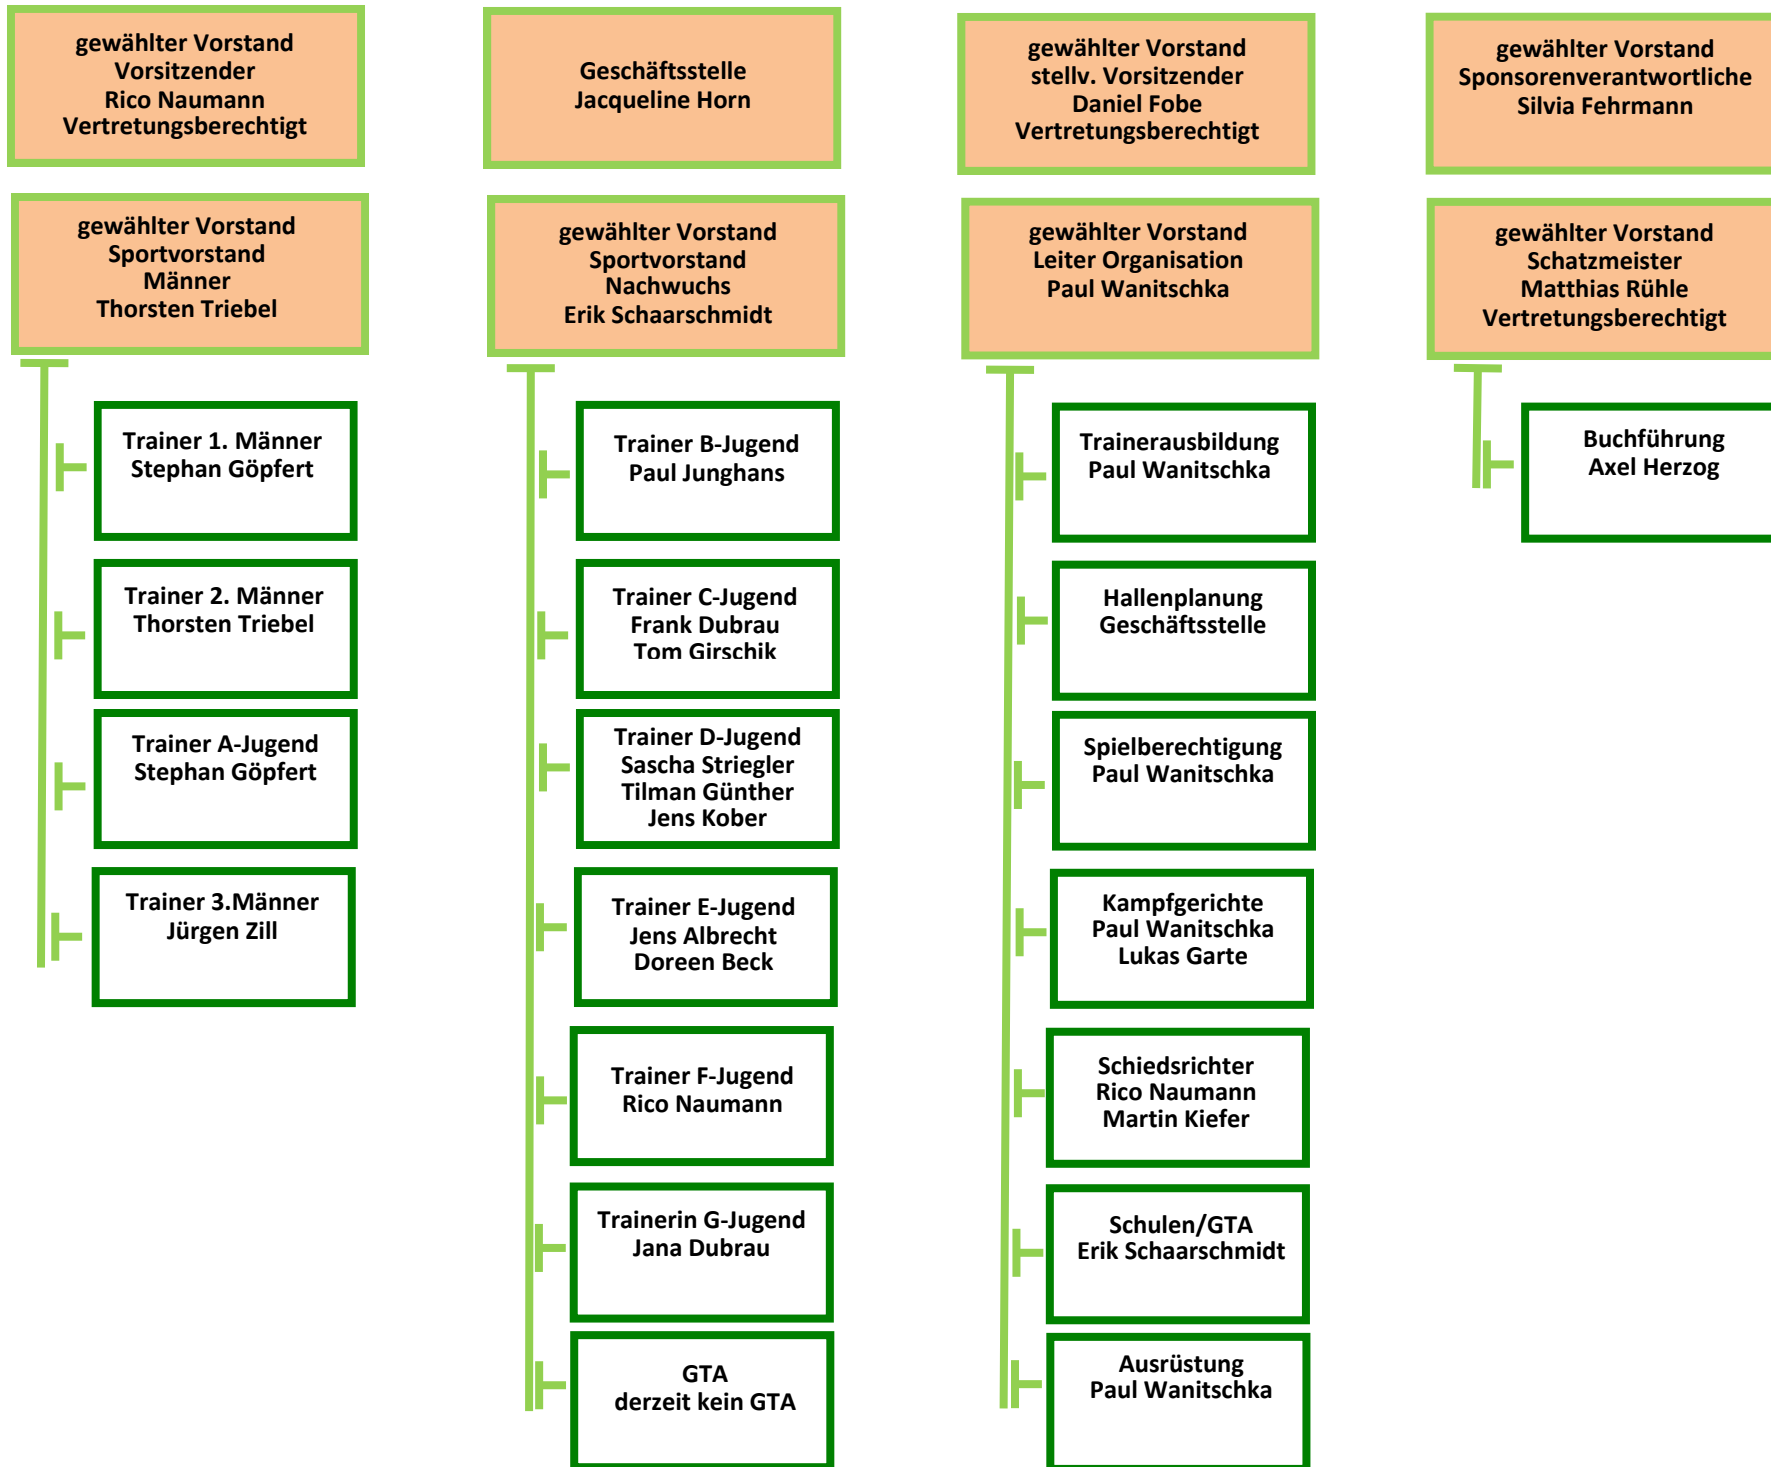 gewählter Vorstand
Vorsitzender
Rico Naumann
Vertretungsberechtigt
Geschäftsstelle
Jacqueline Horn
gewählter Vorstand
stellv. Vorsitzender
Daniel Fobe
Vertretungsberechtigt
gewählter Vorstand
Sponsorenverantwortliche
Silvia Fehrmann
gewählter Vorstand
Sportvorstand
Männer
Thorsten Triebel
gewählter Vorstand
Sportvorstand
Nachwuchs
Erik Schaarschmidt
gewählter Vorstand
Leiter Organisation
Paul Wanitschka
gewählter Vorstand
Schatzmeister
Matthias Rühle
Vertretungsberechtigt
Trainer 1. Männer
Stephan Göpfert
Trainer 2. Männer
Thorsten Triebel
Trainer A-Jugend
Stephan Göpfert
Trainer 3.Männer
Jürgen Zill
Trainer B-Jugend
Paul Junghans
Trainer C-Jugend
Frank Dubrau
Tom Girschik
Trainer D-Jugend
Sascha Striegler
Tilman Günther
Jens Kober
Trainer E-Jugend
Jens Albrecht
Doreen Beck
Trainer F-Jugend
Rico Naumann
Trainerin G-Jugend
Jana Dubrau
GTA
derzeit kein GTA
Trainerausbildung
Paul Wanitschka
Hallenplanung
Geschäftsstelle
Spielberechtigung
Paul Wanitschka
Kampfgerichte
Paul Wanitschka
Lukas Garte
Schiedsrichter
Rico Naumann
Martin Kiefer
Schulen/GTA
Erik Schaarschmidt
Ausrüstung
Paul Wanitschka
Buchführung
Axel Herzog